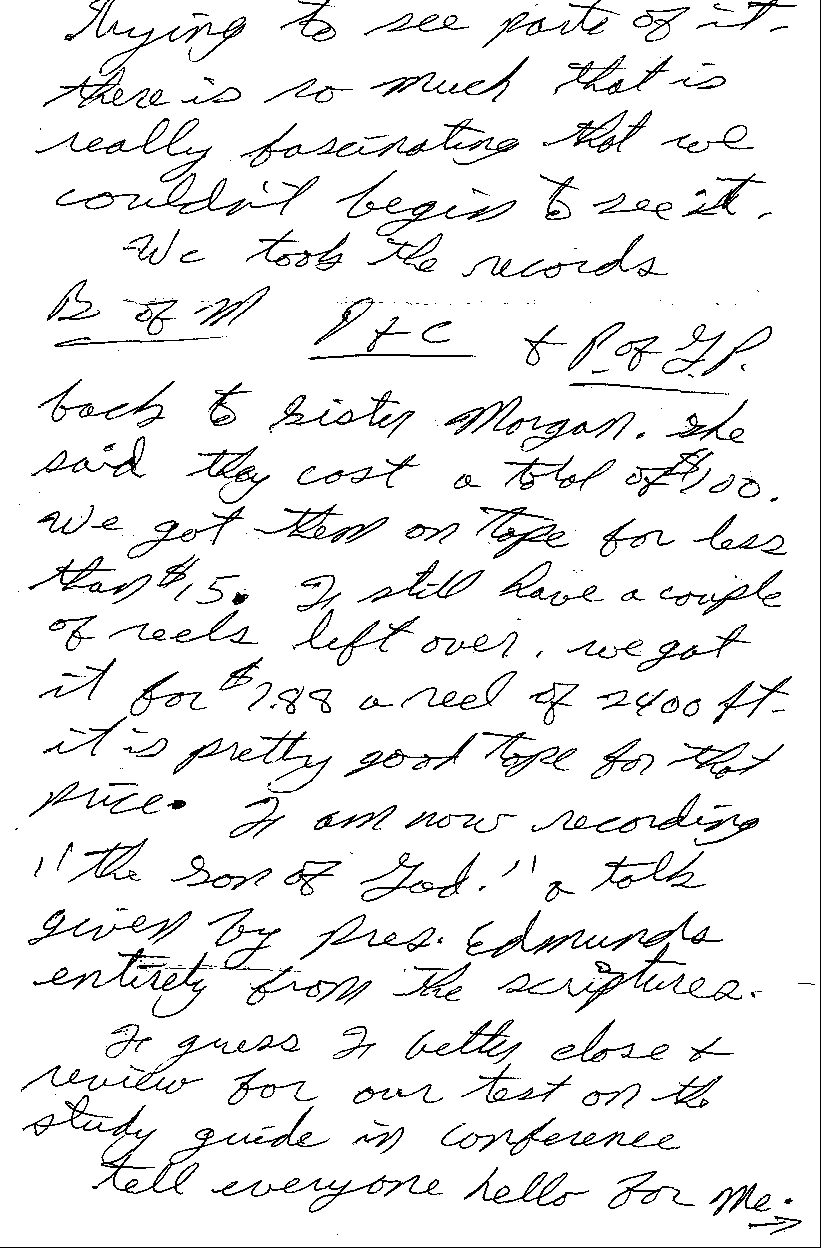 trying to see parts of it -
there is so much that is
really fascinating that we
couldn't begin to see it.
We took the records
B of M D + C + P. of G.P.
back to Sister Morgan. She
said they cost a total of $100.
We got them on tape for less
than $15. I still have a couple
of reels left over. we got
it for $1.88 a reel of 2400 ft -
it is pretty good tape for that
price. I am now recording
"the Son of God." a talk
given by Pres. Edmunds
entirety from the scriptures.
I guess I better close +
review for our test on the
study guide in conference
tell everyone hello for me.
→